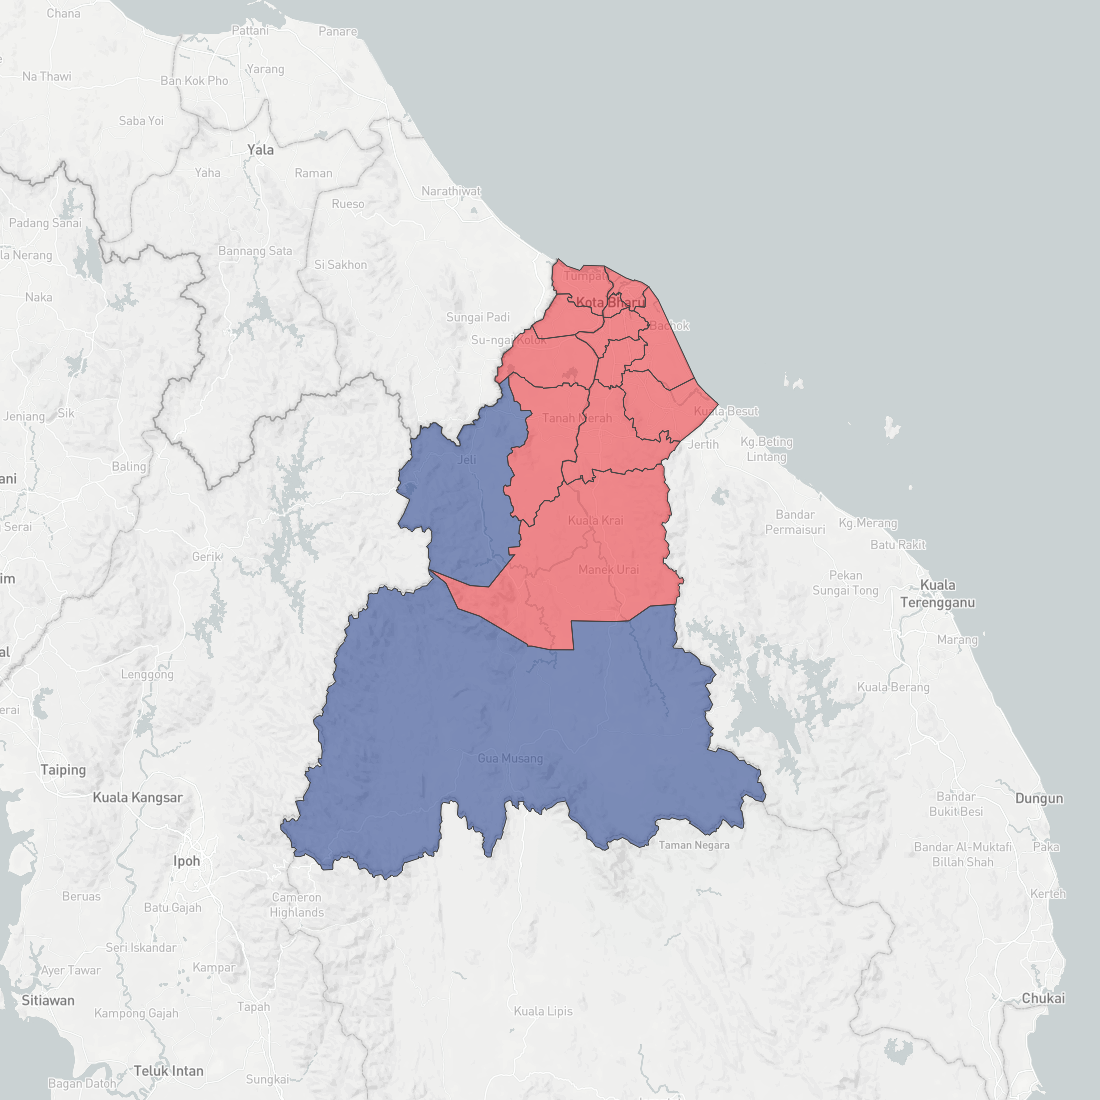 Chana
Pattani
Panare
Na Thawi
Ban Kok Pho
Yarang
Saba Yoi
Yala
Yaha
Raman
Narathiwat
Rueso
Padang Sanai
la Nerang
Bannang Sata
Si Sakhon
Tumpat
Naka
Kota Bharu
Sungai Padi
Bachok
Su-ngai Kolok
Jeniang
Sik
Tanah Merah
Kuala Besut
Jertih
Kg.Beting
Lintang
Jeli
Baling
ani
Bandar
Permaisuri
Kg.Merang
Serai
Kuala Krai
Batu Rakit
Gerik
im
Manek Urai
Pekan
Sungai Tong
Kuala
Terengganu
Marang
al
Lenggong
Kuala Berang
erai
Gua Musang
Taiping
Kuala Kangsar
Bandar
Bukit Besi
Dungun
Taman Negara
Bandar Al-Muktafi
Billah Shah
Paka
Ipoh
Beruas
Cameron
Highlands
Kerteh
Batu Gajah
Seri Iskandar
Ayer Tawar
Kampar
Sitiawan
Kampong Gajah
Tapah
Kuala Lipis
Chukai
Teluk Intan
Bagan Datoh
Sungkai